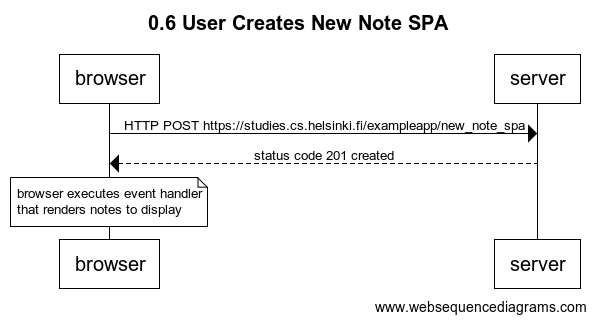 0.6 User Creates New Note SPA
browser
server
HTTP POST https://studies.cs.helsinki.fi/exampleapp/new_note_spa
status code 201 created
browser executes event handler
that renders notes to display
browser
server
www.websequencediagrams.com